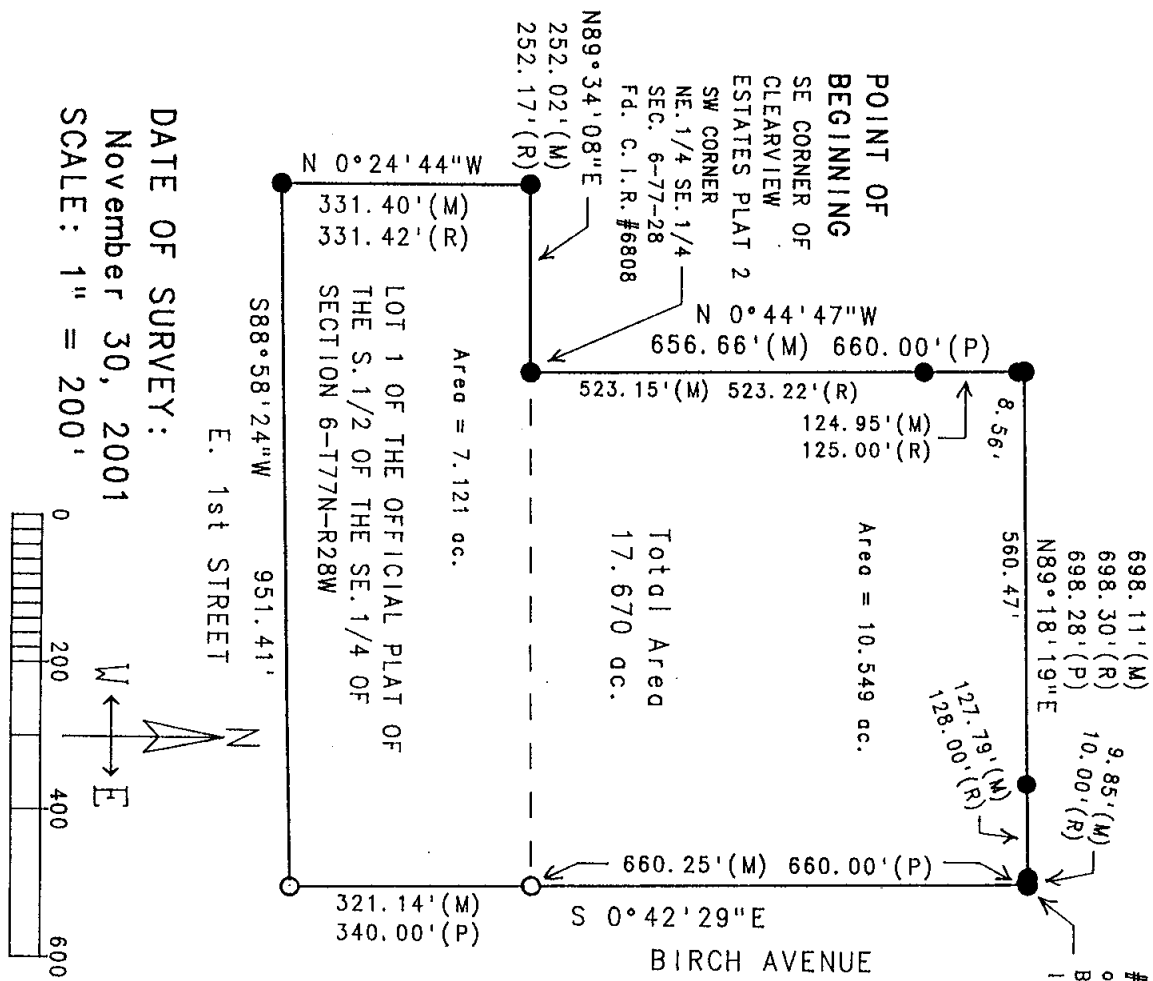 POINT OF
BEGINNING
SE CORNER OF
CLEARVIEW
ESTATES PLAT 2
SW CORNER
NE.1/4 SE.1/4
SEC. 6-77-28
Fd. C.I.R. #6808
N89°34'08"E
252.02'(M)
252.17'(R)
698.11'(M)
698.30'(R)
698.28'(P)
N89°18'19"E
560.47'
8.56'
9.85'(M)
10.00'(R)
127.79'(M)
128.00'(R)
N 0°44'47"W
656.66'(M) 660.00'(P)
523.15'(M) 523.22'(R)
124.95'(M)
125.00'(R)
Area = 10.549 ac.
Total Area
17.670 ac.
N 0°24'44"W
331.40'(M)
331.42'(R)
Area = 7.121 ac.
LOT 1 OF THE OFFICIAL PLAT OF
THE S.1/2 OF THE SE.1/4 OF
SECTION 6-T77N-R28W
660.25'(M) 660.00'(P)
S 0°42'29"E
BIRCH AVENUE
321.14'(M)
340.00'(P)
S88°58'24"W 951.41'
E. 1st STREET
DATE OF SURVEY:
November 30, 2001
SCALE: 1" = 200'
N
W E
0 200 400 600
#